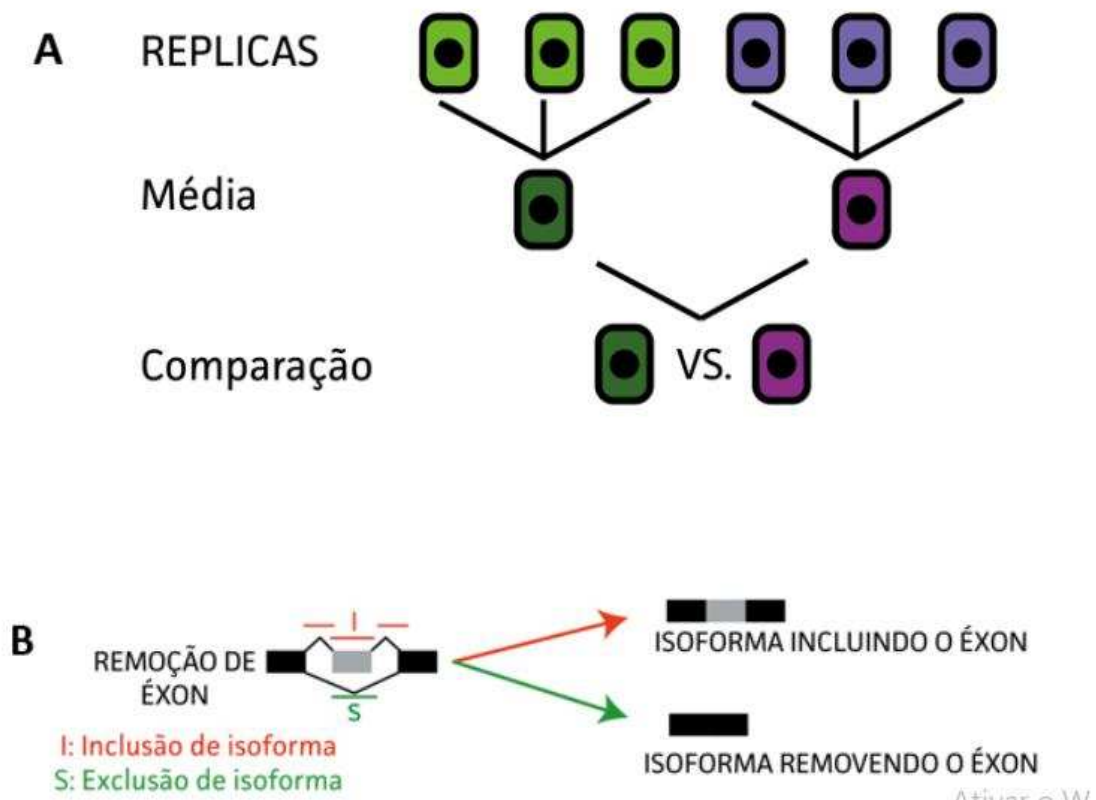 A
REPLICAS
Média
Comparação
VS.
B
REMOÇÃO DE
ÉXON
I
S
I: Inclusão de isoforma
S: Exclusão de isoforma
ISOFORMA INCLUINDO O ÉXON
ISOFORMA REMOVENDO O ÉXON
Ativar o W